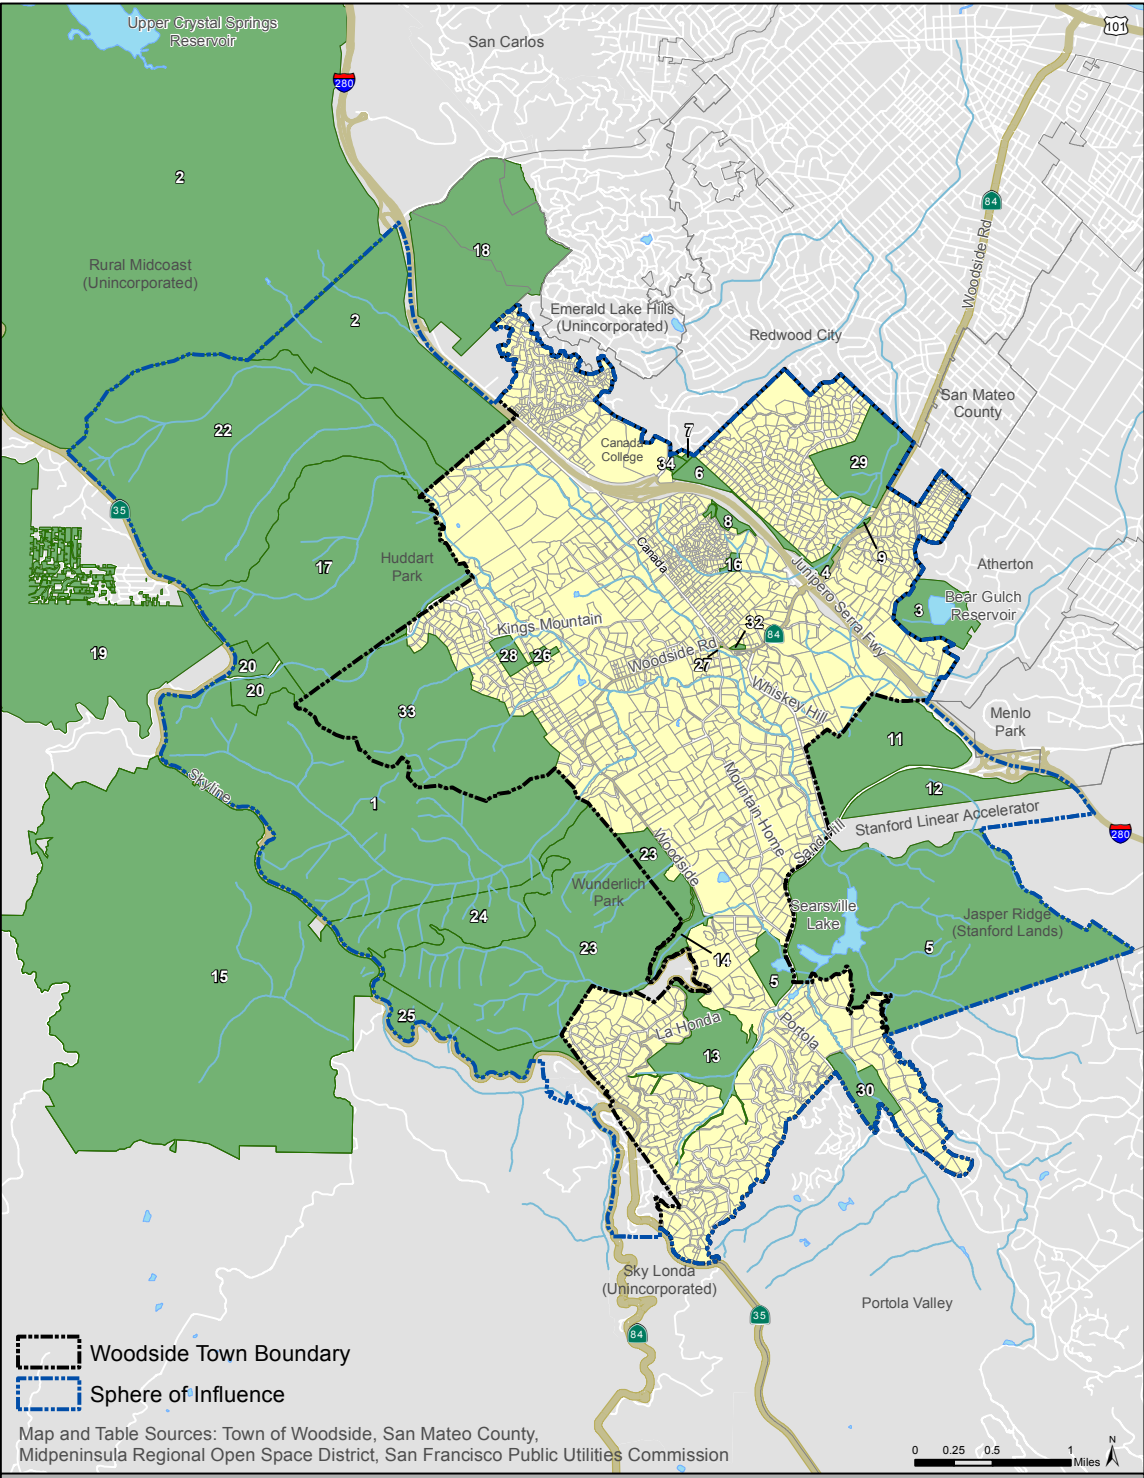 Upper Crystal Springs
Reservoir
San Carlos
101
280
2
84
18
Woodside Rd
Rural Midcoast
(Unincorporated)
2
Emerald Lake Hills
(Unincorporated)
Redwood City
San Mateo
County
22
7
Canada
College
34
6
29
35
8
Canada
16
4
9
17
Huddart
Park
Junipero Serra Fwy
Atherton
Bear Gulch
Reservoir
3
Kings Mountain
32
84
19
28
26
Woodside Rd
27
20
20
Whiskey Hill
33
Menlo
Park
11
Skyline
1
Mountain Home
12
Stanford Linear Accelerator
280
Sand Hill
Woodside
23
Wunderlich
Park
Searsville
Lake
Jasper Ridge
(Stanford Lands)
24
23
5
14
15
5
25
La Honda
Portola
13
30
Sky Londa
(Unincorporated)
Portola Valley
35
84
Woodside Town Boundary
Sphere of Influence
Map and Table Sources: Town of Woodside, San Mateo County,
Midpeninsula Regional Open Space District, San Francisco Public Utilities Commission
N
0 0.25 0.5 1
Miles